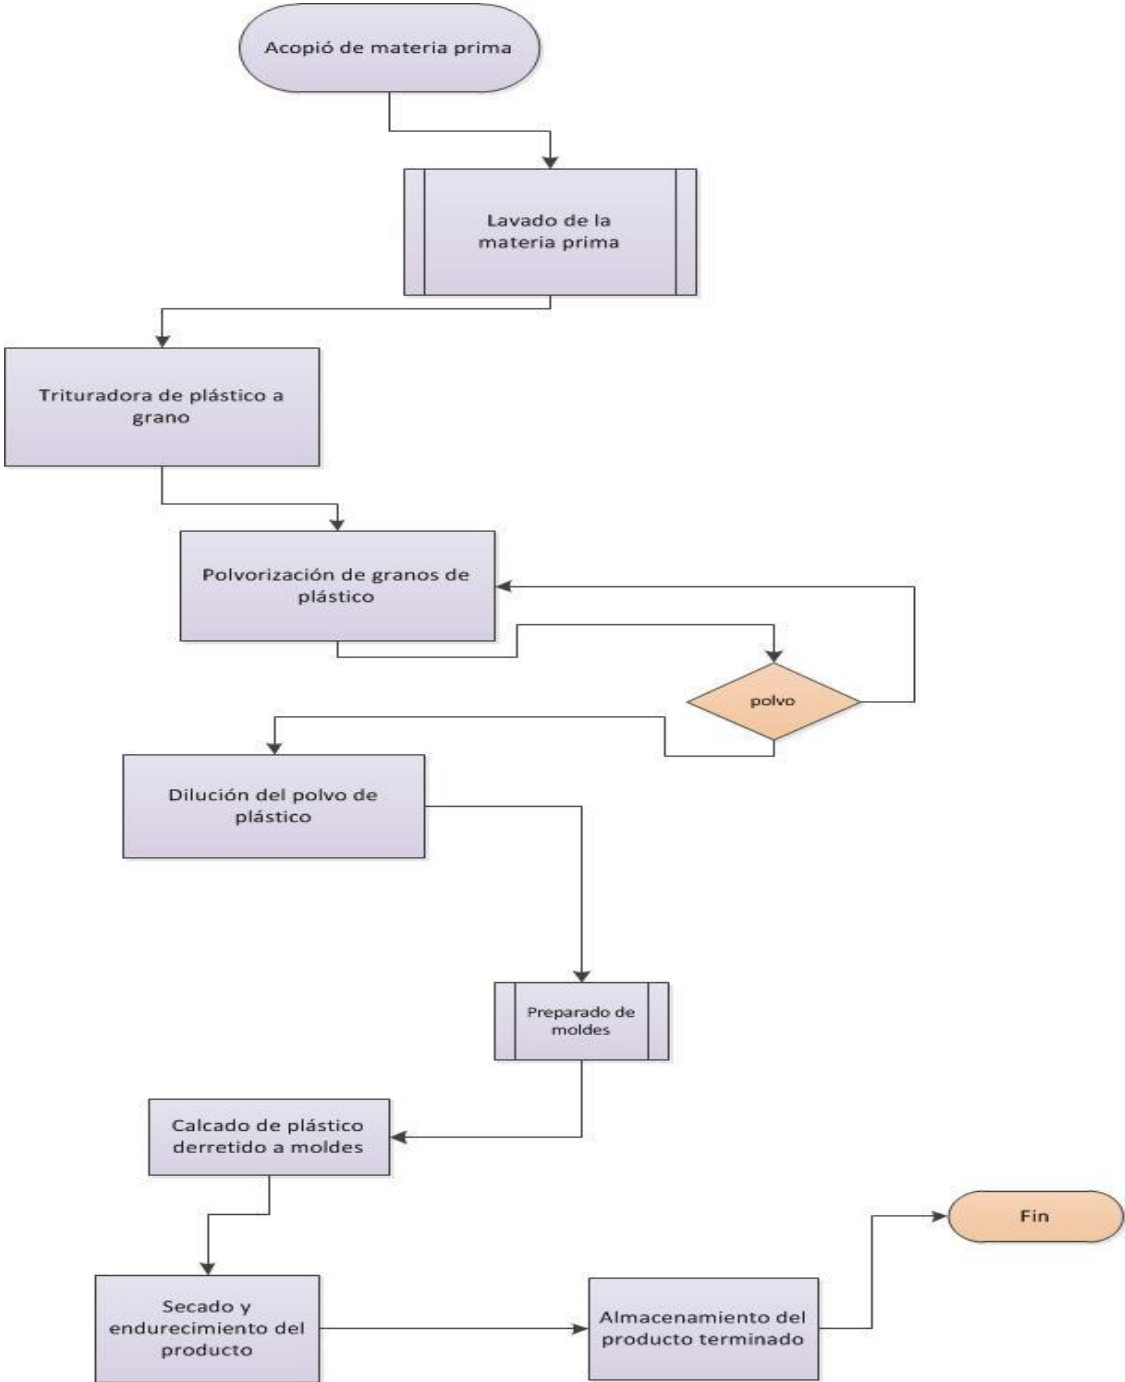 Acopió de materia prima
Lavado de la
materia prima
Trituradora de plástico a
grano
Polvorización de granos de
plástico
polvo
Dilución del polvo de
plástico
Preparado de
moldes
Calcado de plástico
derretido a moldes
Fin
Secado y
endurecimiento del
producto
Almacenamiento del
producto terminado